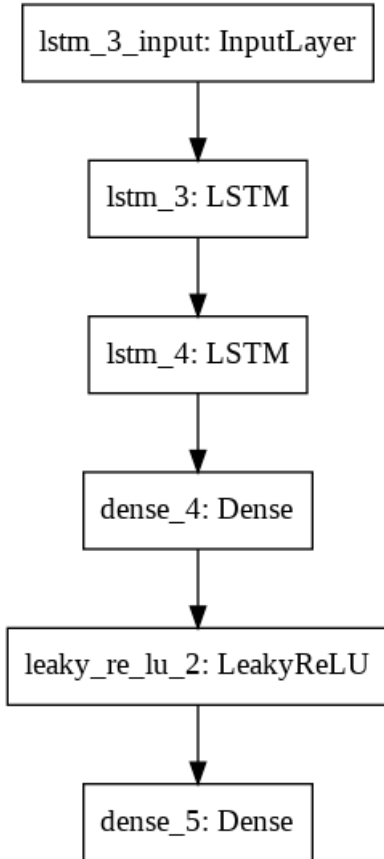 lstm_3_input: InputLayer
lstm_3: LSTM
lstm_4: LSTM
dense_4: Dense
leaky_re_lu_2: LeakyReLU
dense_5: Dense